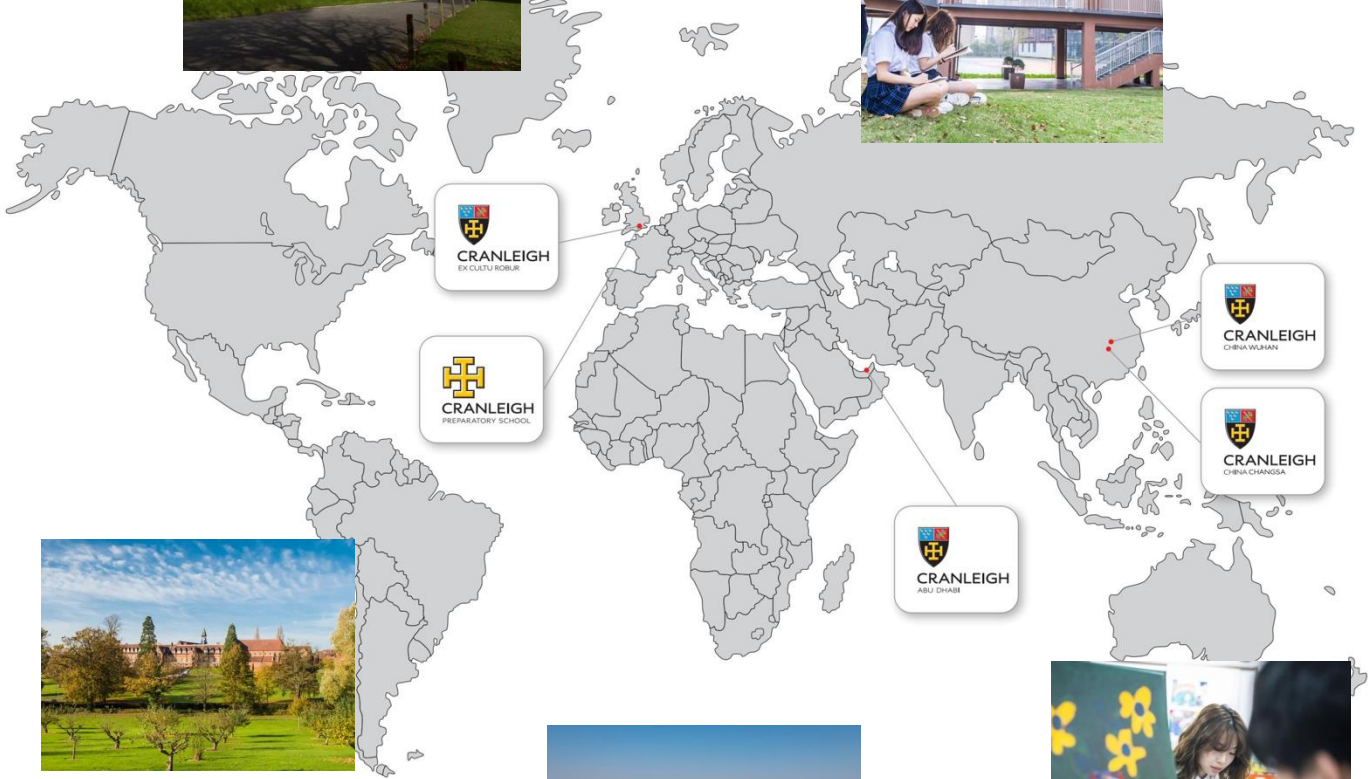 CRANLEIGH
EX CULTU ROBUR
CRANLEIGH
PREPARATORY SCHOOL
CRANLEIGH
CHINA WUHAN
CRANLEIGH
CHINA CHANGSA
CRANLEIGH
ABU DHABI